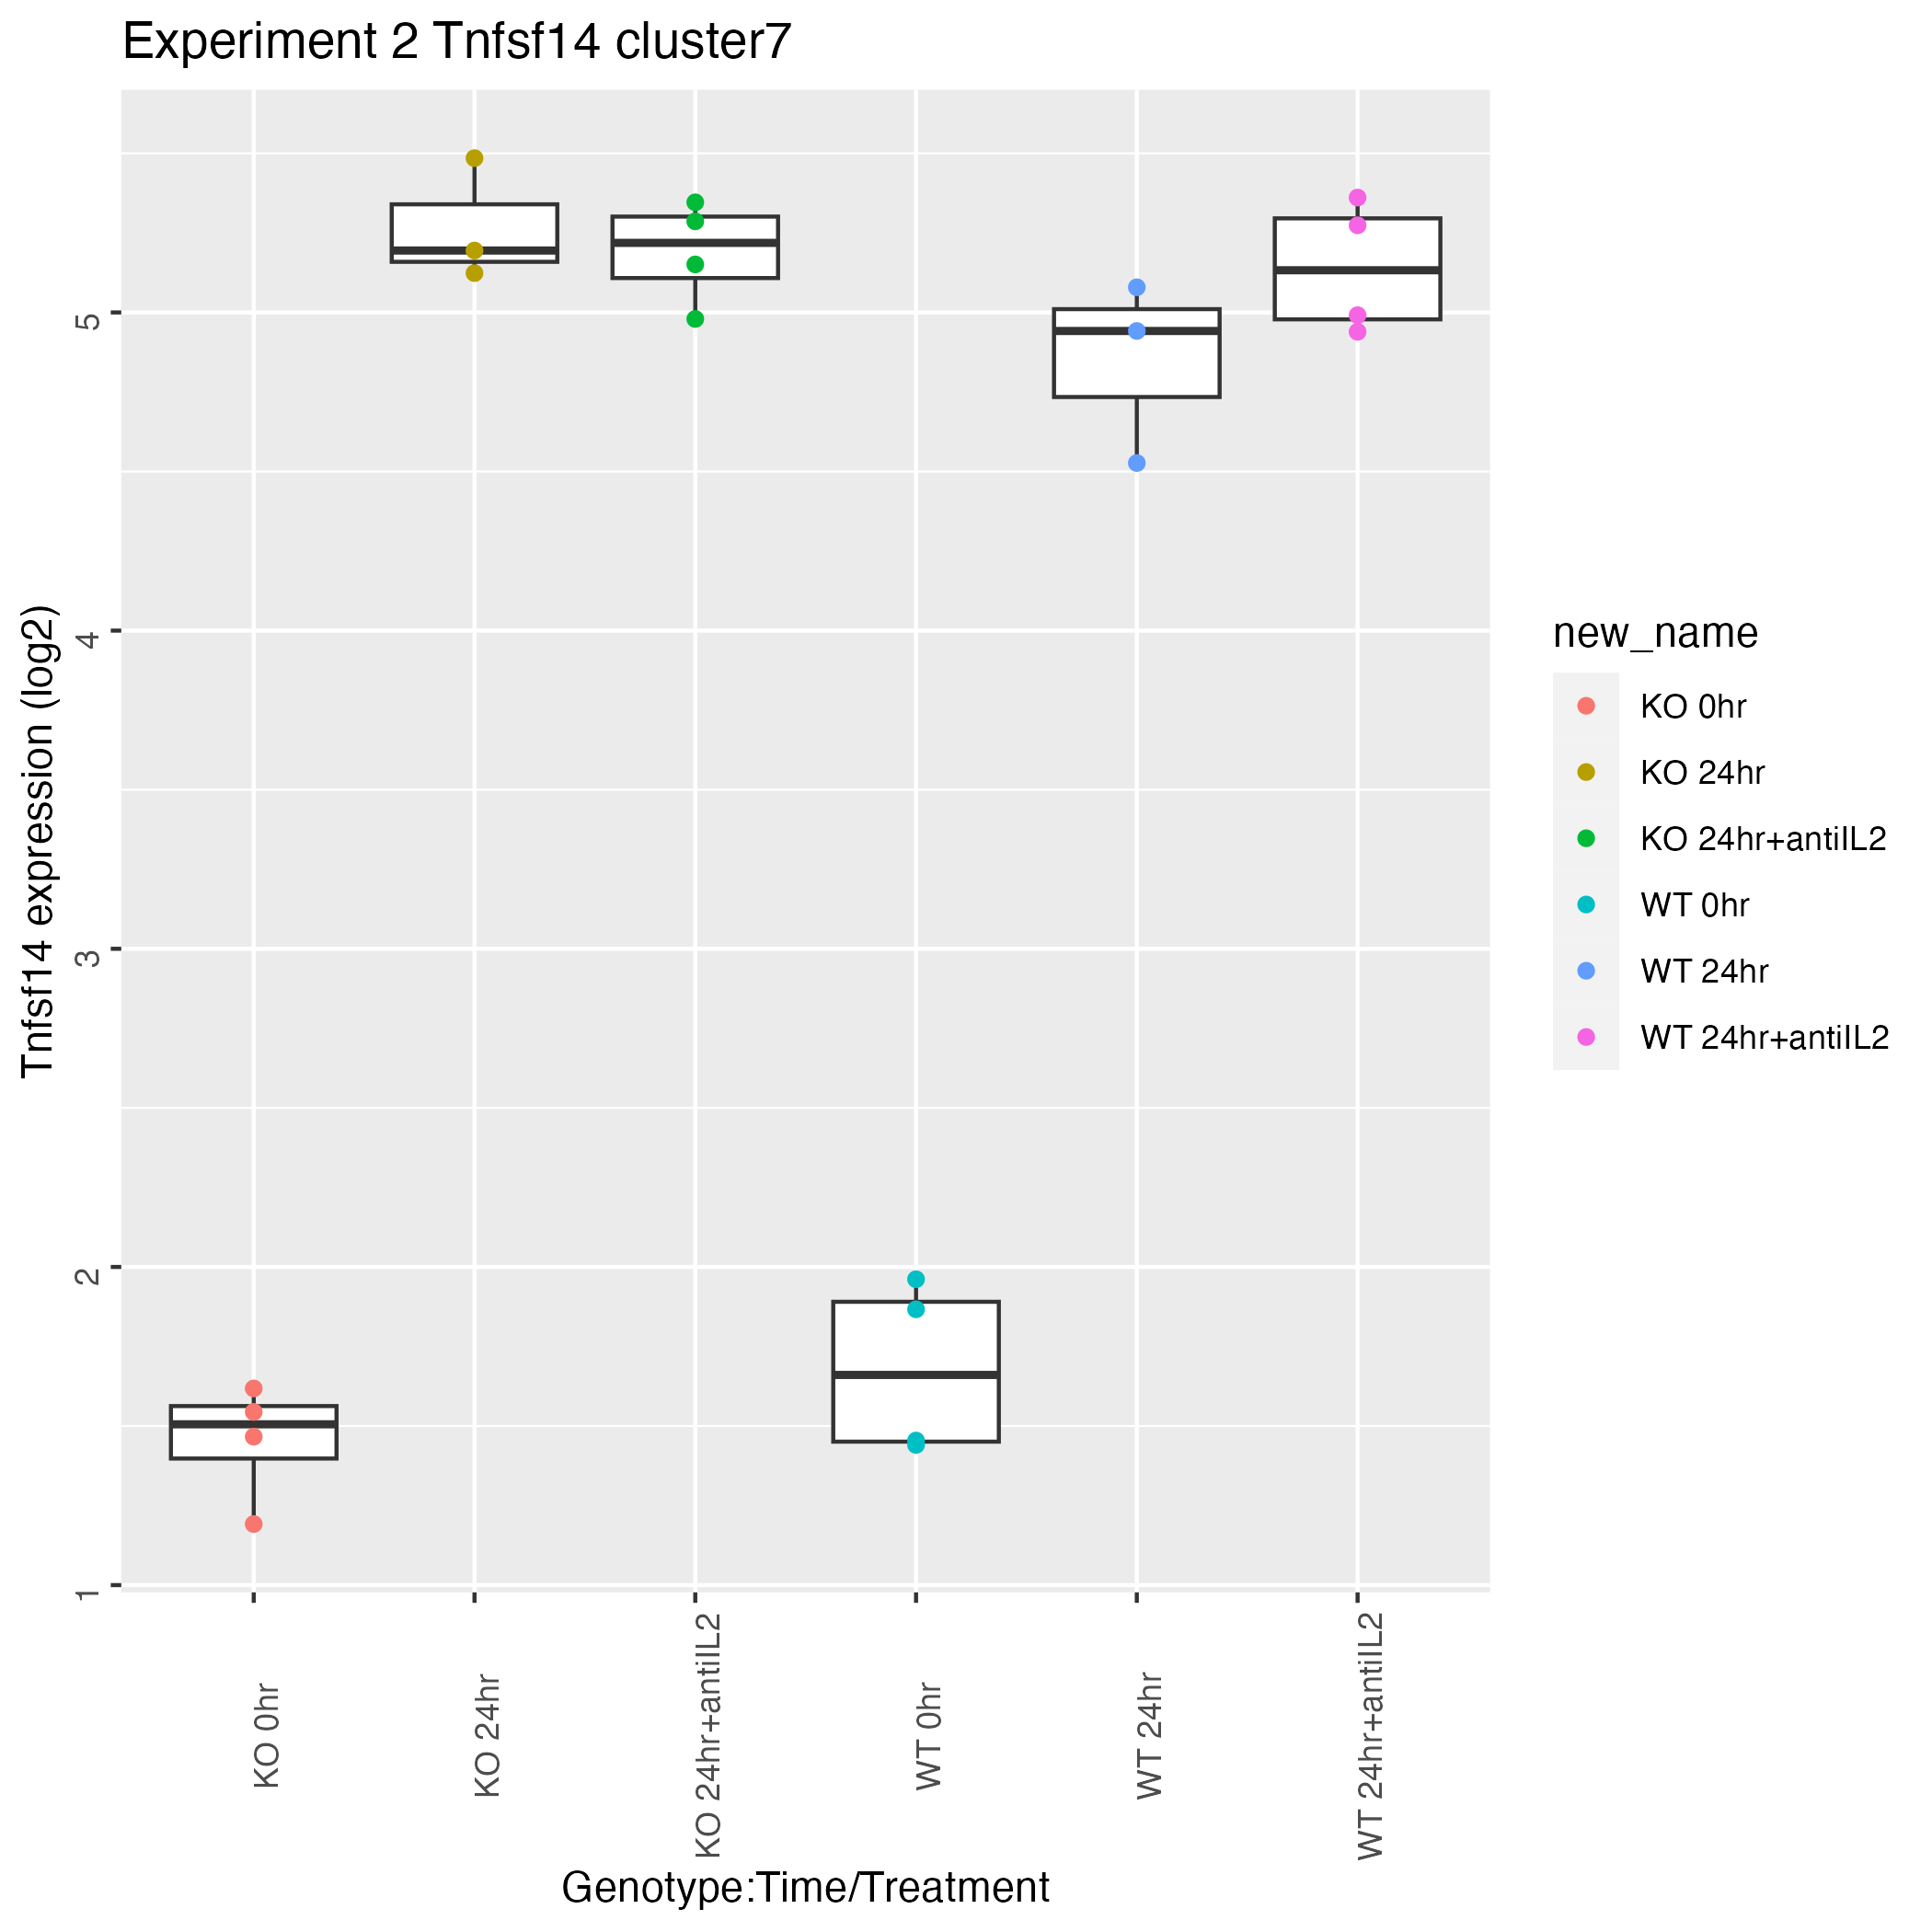 Experiment 2 Tnfsf14 cluster7
Tnfsf14 expression (log2)
5
4
3
2
1
KO 0hr
KO 24hr
KO 24hr+antiIL2
WT 0hr
WT 24hr
WT 24hr+antiIL2
Genotype:Time/Treatment
new_name
KO 0hr
KO 24hr
KO 24hr+antiIL2
WT 0hr
WT 24hr
WT 24hr+antiIL2